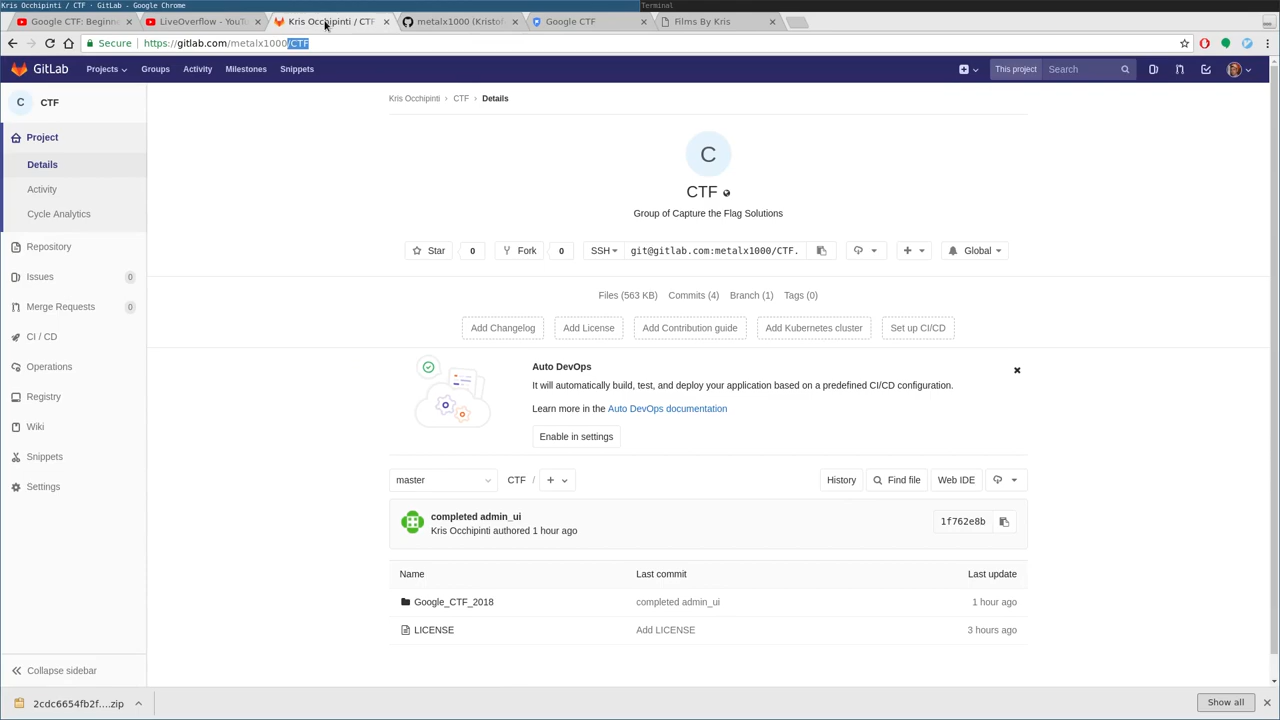 Kris Occhipinti / CTF · GitLab - Google Chrome
Terminal
Google CTF: Beginne
LiveOverflow - YouT
Kris Occhipinti / CTF
metalx1000 (Kristof
Google CTF
Films By Kris
Secure
https://gitlab.com/metalx1000/CTF
GitLab
Projects
Groups
Activity
Milestones
Snippets
This project
Search
C
CTF
Project
Details
Activity
Cycle Analytics
Repository
Issues
0
Merge Requests
0
CI / CD
Operations
Registry
Wiki
Snippets
Settings
Collapse sidebar
Kris Occhipinti › CTF › Details
C
CTF
Group of Capture the Flag Solutions
Star
0
Fork
0
SSH
git@gitlab.com:metalx1000/CTF.
Global
Files (563 KB)
Commits (4)
Branch (1)
Tags (0)
Add Changelog
Add License
Add Contribution guide
Add Kubernetes cluster
Set up CI/CD
Auto DevOps
It will automatically build, test, and deploy your application based on a predefined CI/CD configuration.
Learn more in the Auto DevOps documentation
Enable in settings
master
CTF /
History
Find file
Web IDE
completed admin_ui
Kris Occhipinti authored 1 hour ago
1f762e8b
Name
Last commit
Last update
Google_CTF_2018
completed admin_ui
1 hour ago
LICENSE
Add LICENSE
3 hours ago
2cdc6654fb2f....zip
Show all